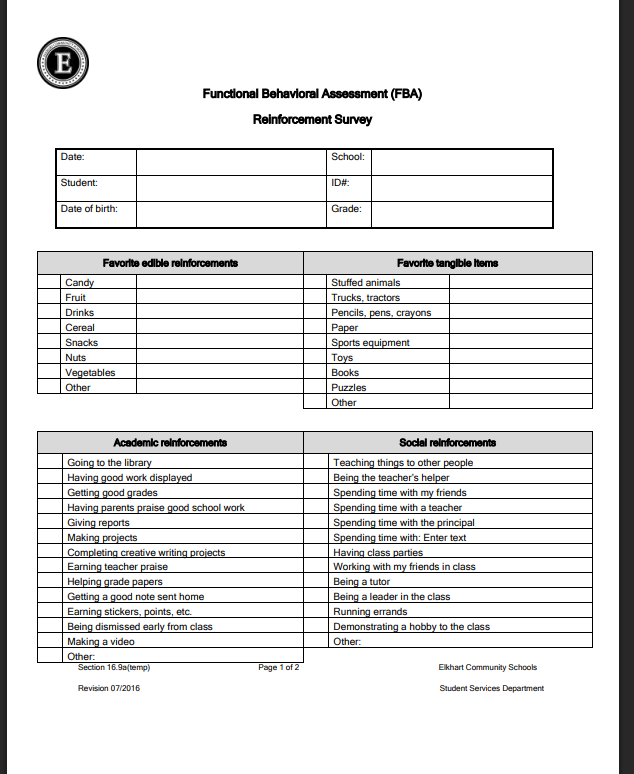 E
Functional Behavioral Assessment (FBA)
Reinforcement Survey
Date: School:
Student: ID#:
Date of birth: Grade:
Favorite edible reinforcements Favorite tangible items
Candy Stuffed animals
Fruit Trucks, tractors
Drinks Pencils, pens, crayons
Cereal Paper
Snacks Sports equipment
Nuts Toys
Vegetables Books
Other Puzzles
Other
Academic reinforcements Social reinforcements
Going to the library Teaching things to other people
Having good work displayed Being the teacher's helper
Getting good grades Spending time with my friends
Having parents praise good school work Spending time with a teacher
Giving reports Spending time with the principal
Making projects Spending time with: Enter text
Completing creative writing projects Having class parties
Earning teacher praise Working with my friends in class
Helping grade papers Being a tutor
Getting a good note sent home Being a leader in the class
Earning stickers, points, etc. Running errands
Being dismissed early from class Demonstrating a hobby to the class
Making a video Other:
Other:
Section 16.9a(temp) Page 1 of 2 Elkhart Community Schools
Revision 07/2016 Student Services Department